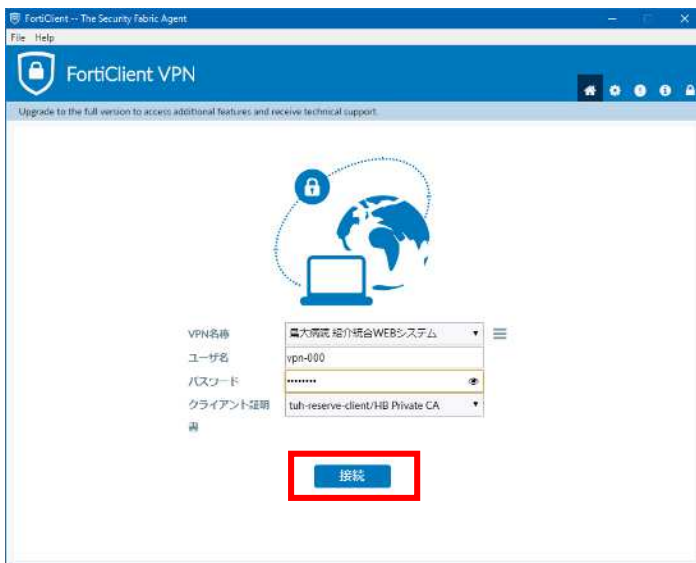 FortiClient -- The Security Fabric Agent
File Help
FortiClient VPN
Upgrade to the full version to access additional features and receive technical support.
VPN名称 富大病院 紹介統合WEBシステム
ユーザ名 vpn-000
パスワード ••••••••
クライアント証明 tuh-reserve-client/HB Private CA
書
接続